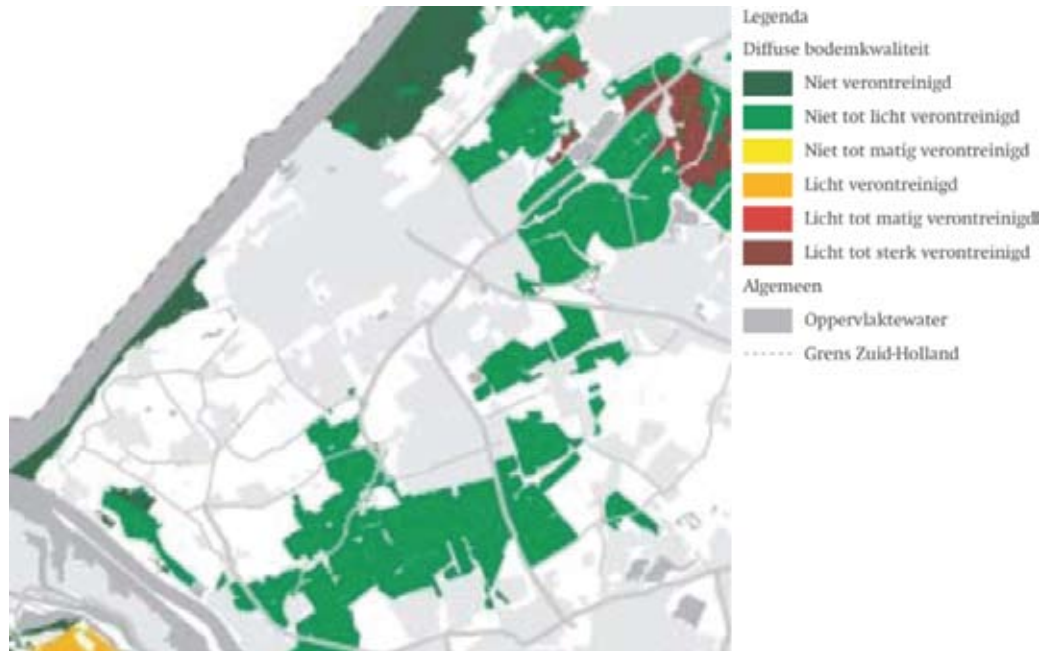 Legenda
Diffuse bodemkwaliteit
Niet verontreinigd
Niet tot licht verontreinigd
Niet tot matig verontreinigd
Licht verontreinigd
Licht tot matig verontreinigd
Licht tot sterk verontreinigd
Algemeen
Oppervlaktewater
Grens Zuid-Holland